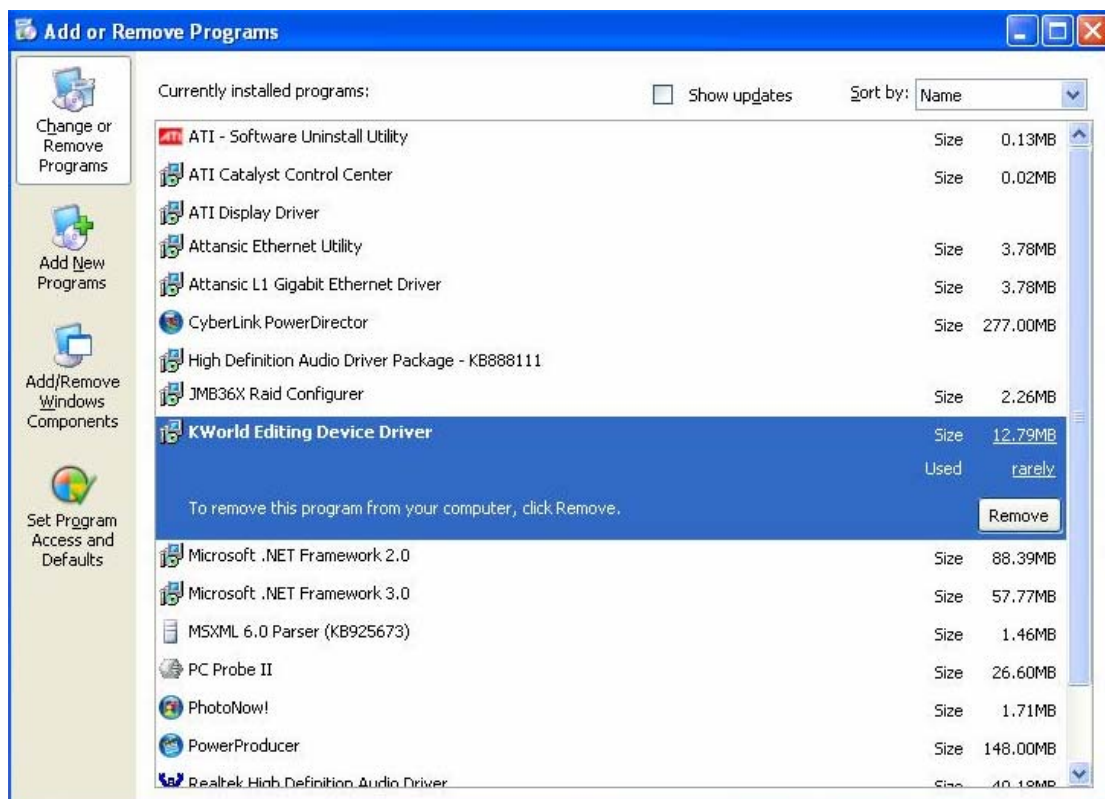 Add or Remove Programs
Change or
Remove
Programs
Add New
Programs
Add/Remove
Windows
Components
Set Program
Access and
Defaults
Currently installed programs:
Show updates
Sort by: Name
ATI ATI - Software Uninstall Utility Size 0.13MB
ATI Catalyst Control Center Size 0.02MB
ATI Display Driver
Attansic Ethernet Utility Size 3.78MB
Attansic L1 Gigabit Ethernet Driver Size 3.78MB
CyberLink PowerDirector Size 277.00MB
High Definition Audio Driver Package - KB888111
JMB36X Raid Configurer Size 2.26MB
KWorld Editing Device Driver Size 12.79MB
Used rarely
To remove this program from your computer, click Remove. Remove
Microsoft .NET Framework 2.0 Size 88.39MB
Microsoft .NET Framework 3.0 Size 57.77MB
MSXML 6.0 Parser (KB925673) Size 1.46MB
PC Probe II Size 26.60MB
PhotoNow! Size 1.71MB
PowerProducer Size 148.00MB
Realtek High Definition Audio Driver Size 40.18MB